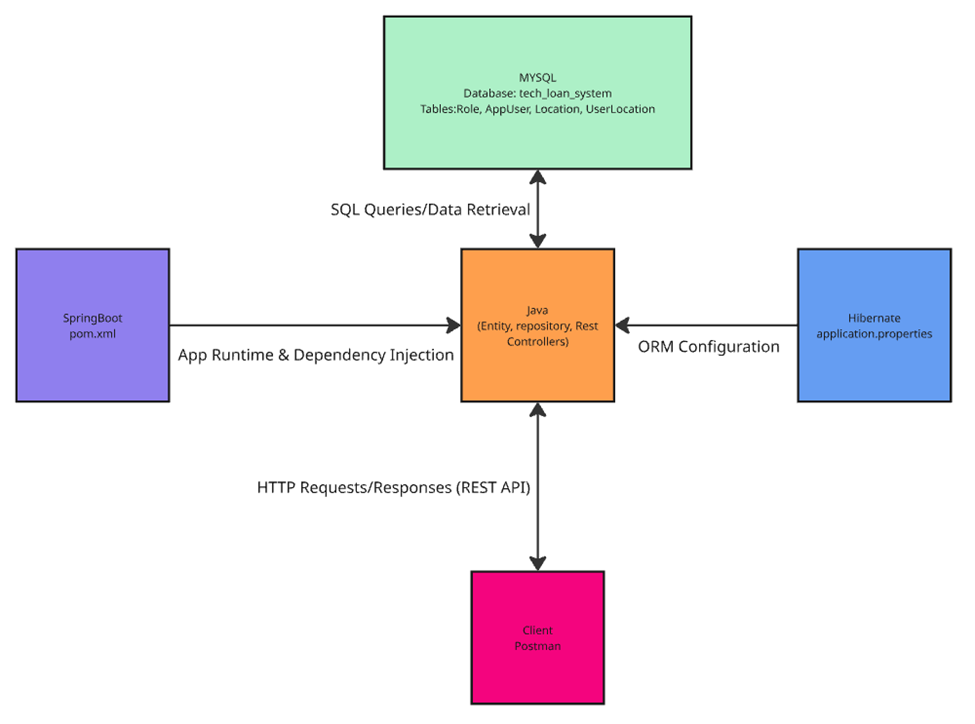 MYSQL
Database: tech_loan_system
Tables:Role, AppUser, Location, UserLocation
SQL Queries/Data Retrieval
SpringBoot
pom.xml
App Runtime & Dependency Injection
Java
(Entity, repository, Rest
Controllers)
Hibernate
application.properties
ORM Configuration
HTTP Requests/Responses (REST API)
Client
Postman